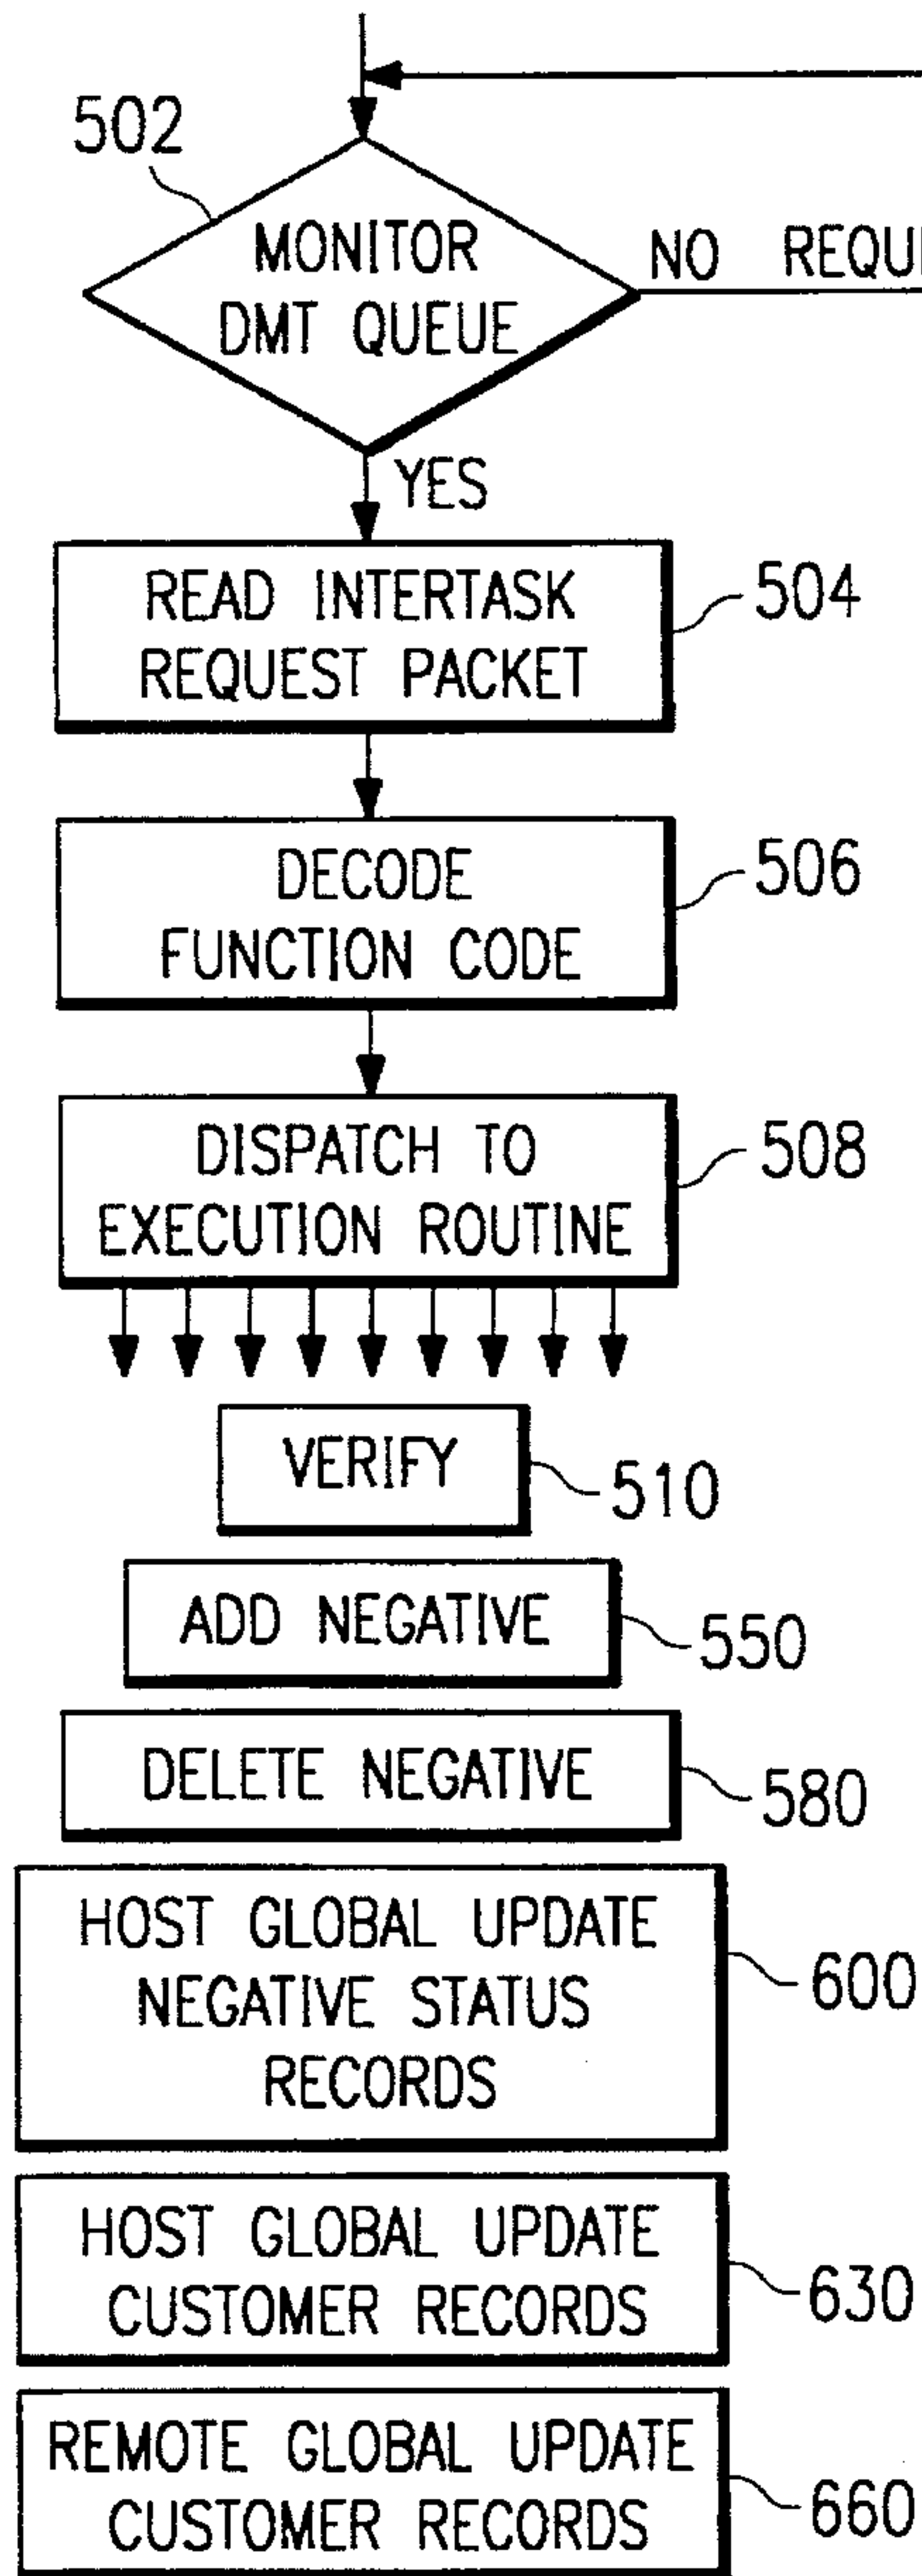 502
MONITOR
DMT QUEUE
NO REQUE
YES
READ INTERTASK
REQUEST PACKET
504
DECODE
FUNCTION CODE
506
DISPATCH TO
EXECUTION ROUTINE
508
VERIFY
510
ADD NEGATIVE
550
DELETE NEGATIVE
580
HOST GLOBAL UPDATE
NEGATIVE STATUS
RECORDS
600
HOST GLOBAL UPDATE
CUSTOMER RECORDS
630
REMOTE GLOBAL UPDATE
CUSTOMER RECORDS
660